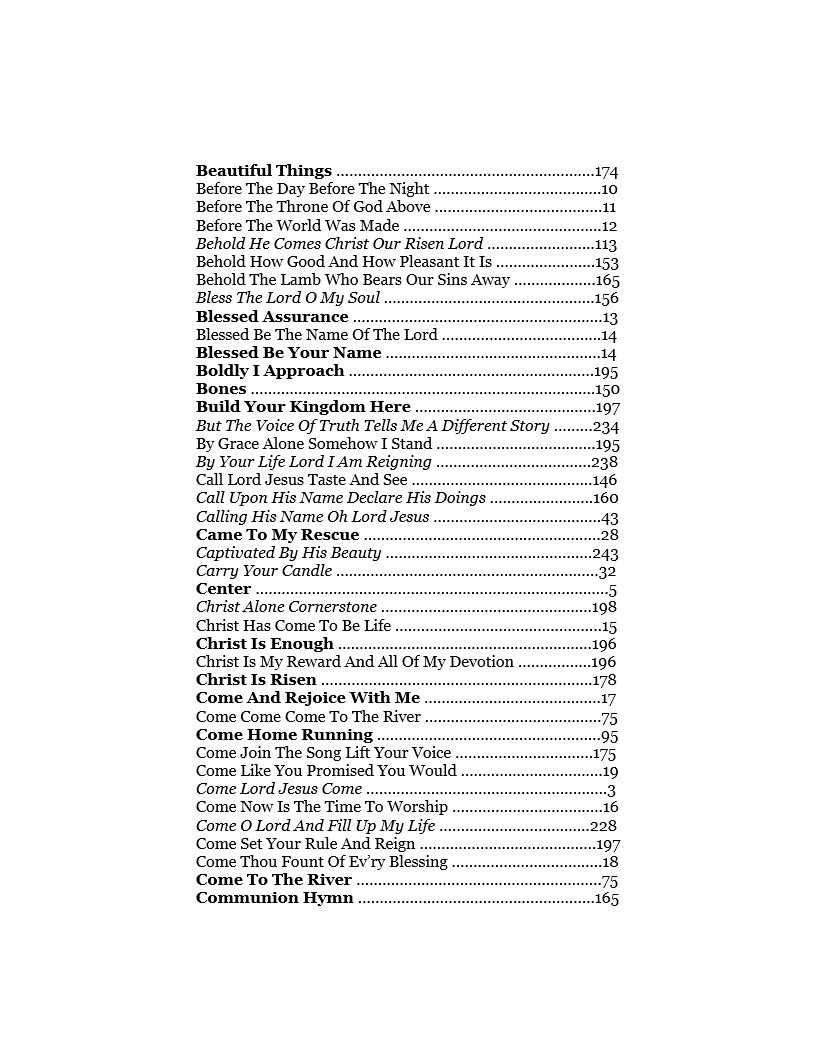 Beautiful Things ............................................................174
Before The Day Before The Night .......................................10
Before The Throne Of God Above .......................................11
Before The World Was Made ..............................................12
Behold He Comes Christ Our Risen Lord .........................113
Behold How Good And How Pleasant It Is .......................153
Behold The Lamb Who Bears Our Sins Away ...................165
Bless The Lord O My Soul .................................................156
Blessed Assurance ..........................................................13
Blessed Be The Name Of The Lord .....................................14
Blessed Be Your Name ..................................................14
Boldly I Approach .........................................................195
Bones ................................................................................150
Build Your Kingdom Here ..........................................197
But The Voice Of Truth Tells Me A Different Story .........234
By Grace Alone Somehow I Stand .....................................195
By Your Life Lord I Am Reigning ....................................238
Call Lord Jesus Taste And See ..........................................146
Call Upon His Name Declare His Doings ........................160
Calling His Name Oh Lord Jesus .......................................43
Came To My Rescue .......................................................28
Captivated By His Beauty ................................................243
Carry Your Candle .............................................................32
Center ..................................................................................5
Christ Alone Cornerstone .................................................198
Christ Has Come To Be Life ................................................15
Christ Is Enough ...........................................................196
Christ Is My Reward And All Of My Devotion .................196
Christ Is Risen ...............................................................178
Come And Rejoice With Me .........................................17
Come Come Come To The River .........................................75
Come Home Running ....................................................95
Come Join The Song Lift Your Voice ................................175
Come Like You Promised You Would .................................19
Come Lord Jesus Come ........................................................3
Come Now Is The Time To Worship ...................................16
Come O Lord And Fill Up My Life ...................................228
Come Set Your Rule And Reign .........................................197
Come Thou Fount Of Ev’ry Blessing ...................................18
Come To The River .........................................................75
Communion Hymn .......................................................165